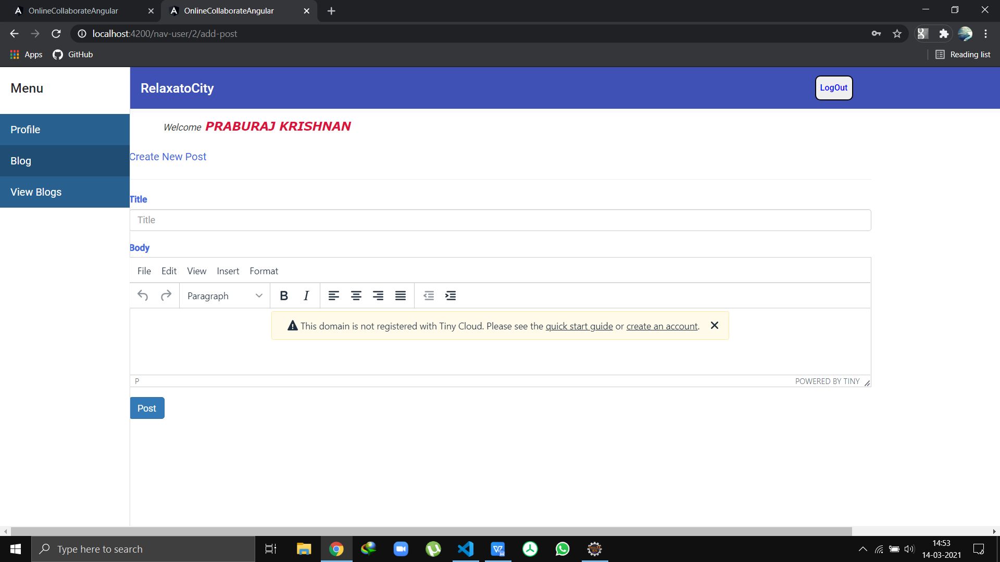 OnlineCollaborateAngular
OnlineCollaborateAngular
localhost:4200/nav-user/2/add-post
Apps
GitHub
Reading list
Menu
RelaxatoCity
LogOut
Profile
Blog
View Blogs
Welcome PRABURAJ KRISHNAN
Create New Post
Title
Title
Body
File Edit View Insert Format
Paragraph B I
This domain is not registered with Tiny Cloud. Please see the quick start guide or create an account.
P
POWERED BY TINY
Post
Type here to search
14:53
14-03-2021